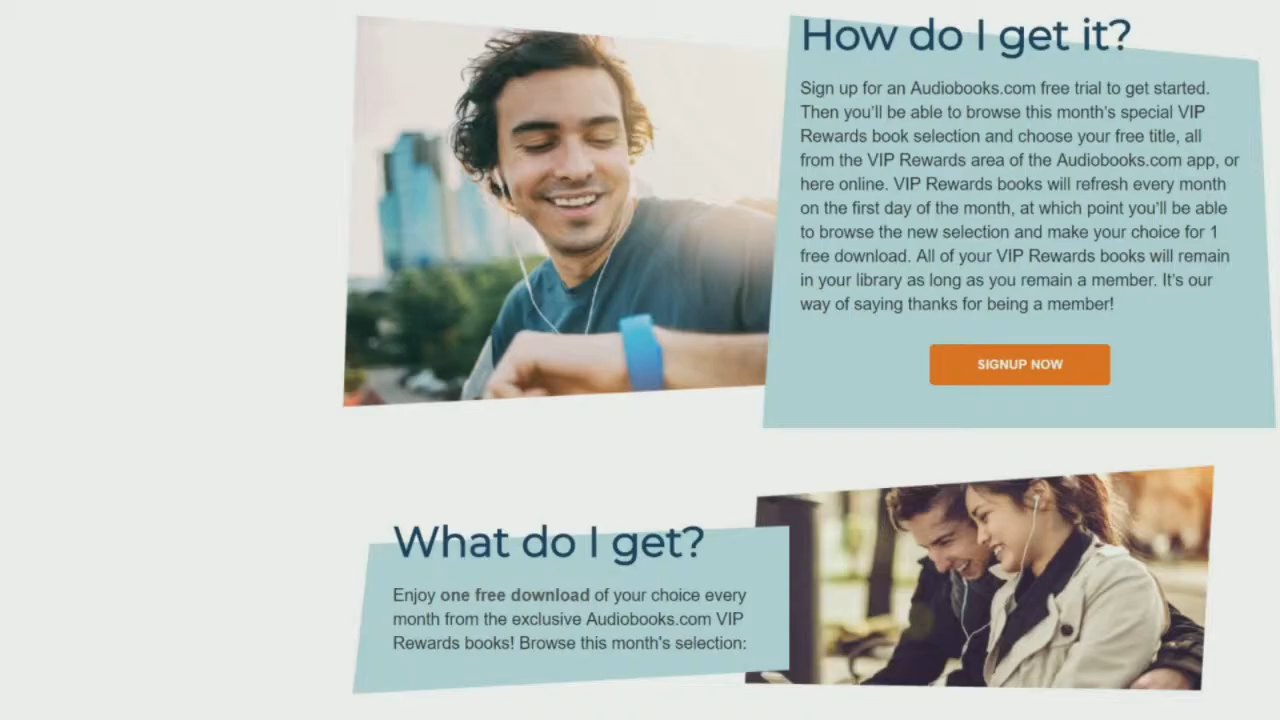 How do I get it?
Sign up for an Audiobooks.com free trial to get started.
Then you'll be able to browse this month's special VIP
Rewards book selection and choose your free title, all
from the VIP Rewards area of the Audiobooks.com app, or
here online. VIP Rewards books will refresh every month
on the first day of the month, at which point you'll be able
to browse the new selection and make your choice for 1
free download. All of your VIP Rewards books will remain
in your library as long as you remain a member. It's our
way of saying thanks for being a member!
SIGNUP NOW
What do I get?
Enjoy one free download of your choice every
month from the exclusive Audiobooks.com VIP
Rewards books! Browse this month's selection: